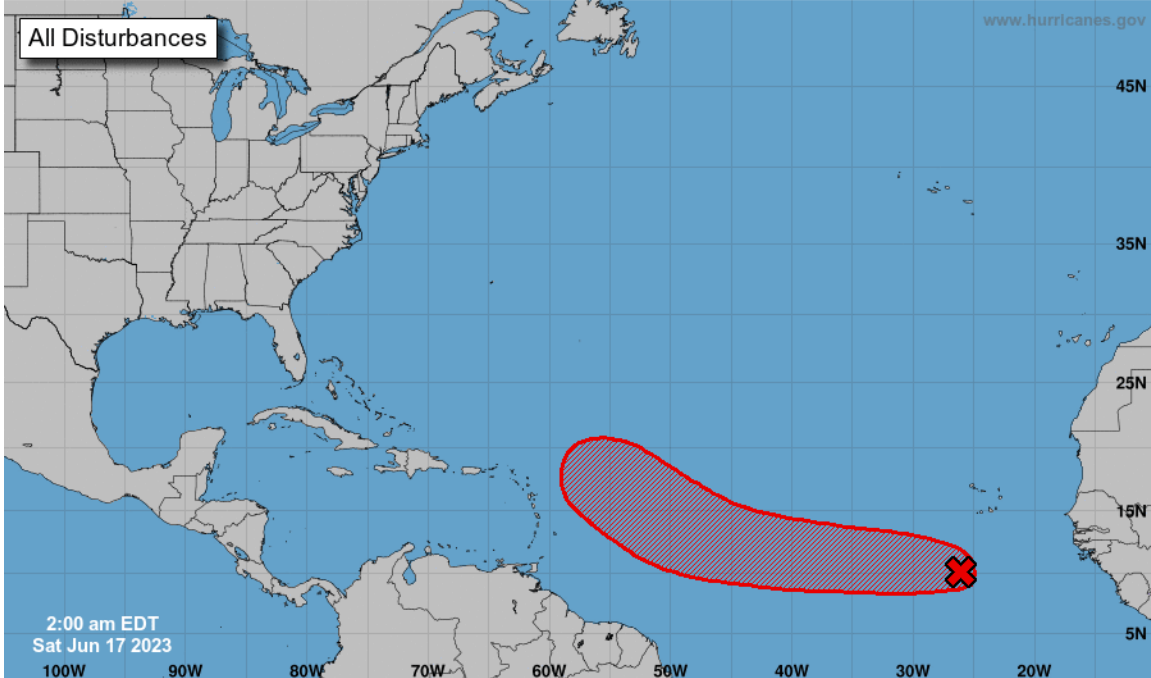 All Disturbances
www.hurricanes.gov
45N
35N
25N
15N
5N
2:00 am EDT
Sat Jun 17 2023
100W 90W 80W 70W 60W 50W 40W 30W 20W